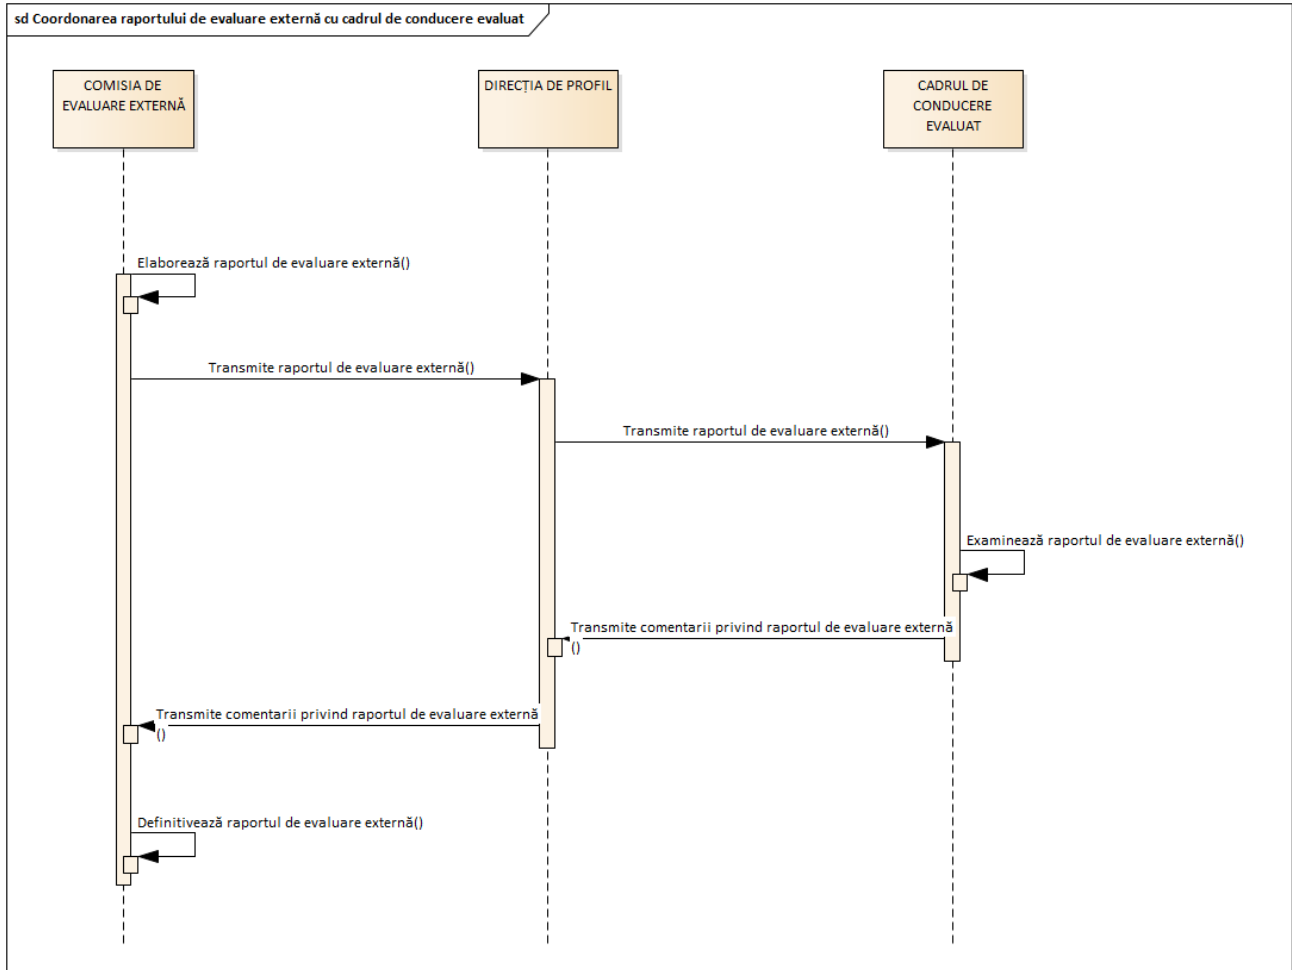 sd Coordonarea raportului de evaluare externă cu cadrul de conducere evaluat
COMISIA DE
EVALUARE EXTERNĂ
DIRECȚIA DE PROFIL
CADRUL DE
CONDUCERE
EVALUAT
Elaborează raportul de evaluare externă()
Transmite raportul de evaluare externă()
Transmite raportul de evaluare externă()
Examinează raportul de evaluare externă()
Transmite comentarii privind raportul de evaluare externă
()
Transmite comentarii privind raportul de evaluare externă
()
Definitivează raportul de evaluare externă()